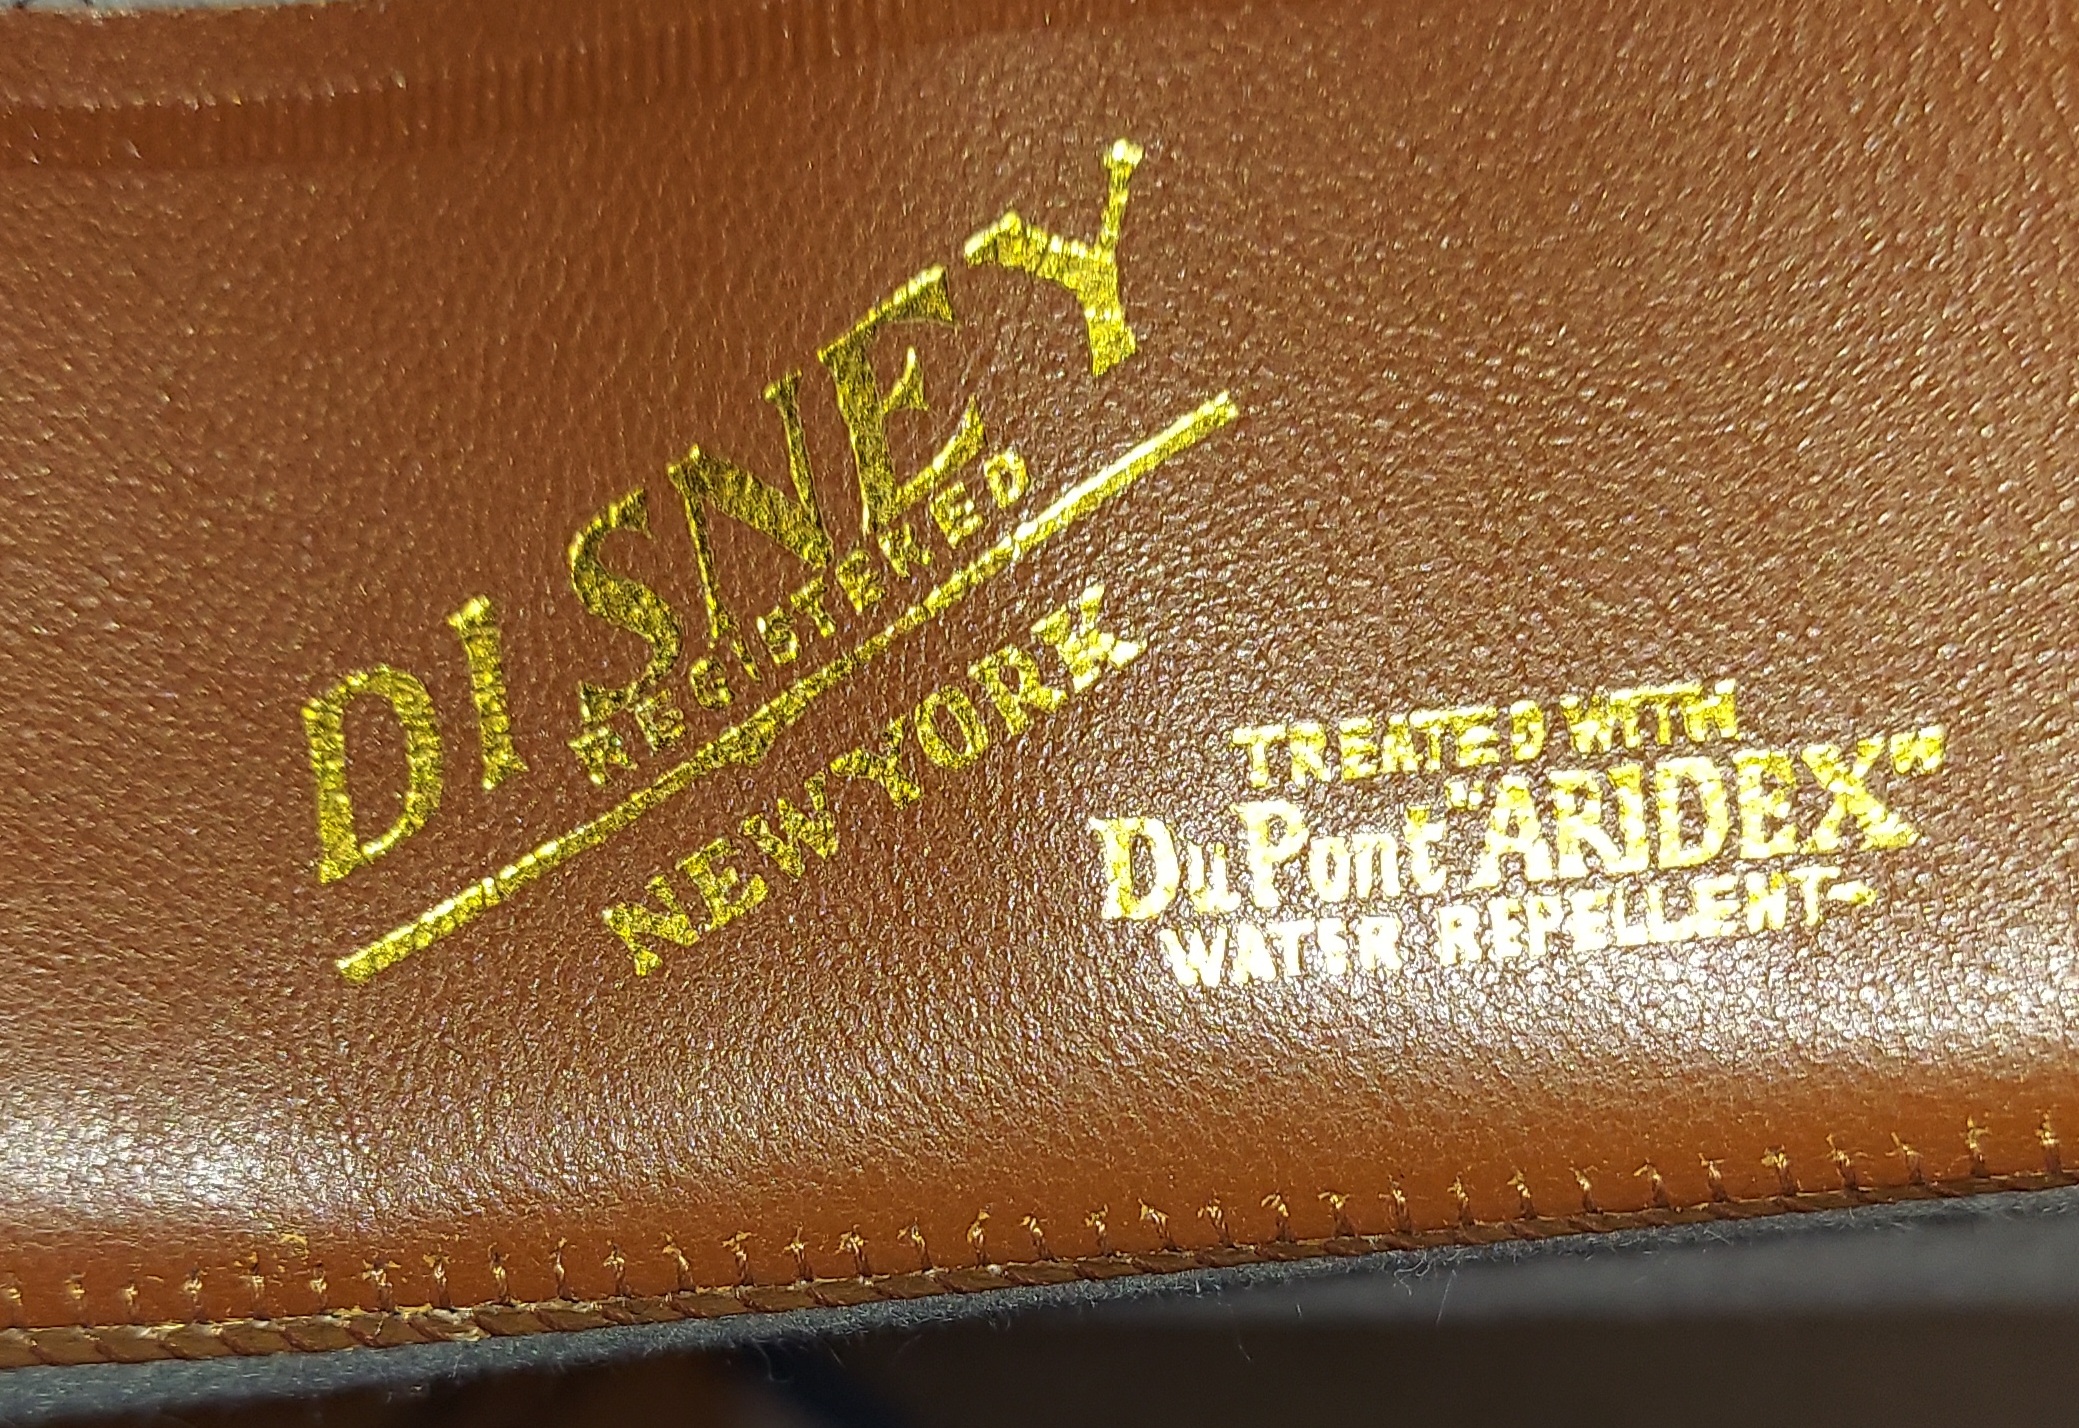 DISNEY
REGISTERED
NEW YORK
TREATED WITH
DuPont "ARIDEX"
WATER REPELLENT